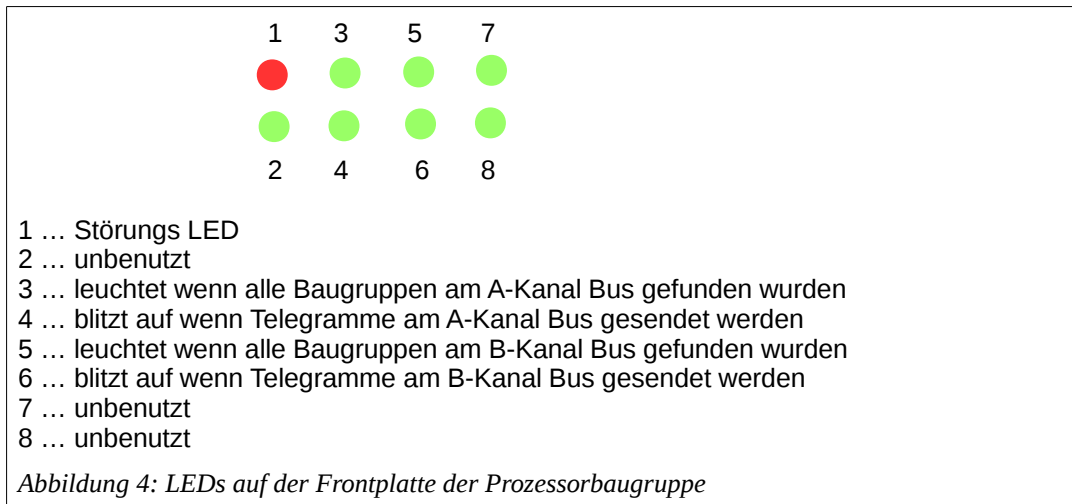 1 3 5 7
2 4 6 8
1 … Störungs LED
2 … unbenutzt
3 … leuchtet wenn alle Baugruppen am A-Kanal Bus gefunden wurden
4 … blitzt auf wenn Telegramme am A-Kanal Bus gesendet werden
5 … leuchtet wenn alle Baugruppen am B-Kanal Bus gefunden wurden
6 … blitzt auf wenn Telegramme am B-Kanal Bus gesendet werden
7 … unbenutzt
8 … unbenutzt
Abbildung 4: LEDs auf der Frontplatte der Prozessorbaugruppe